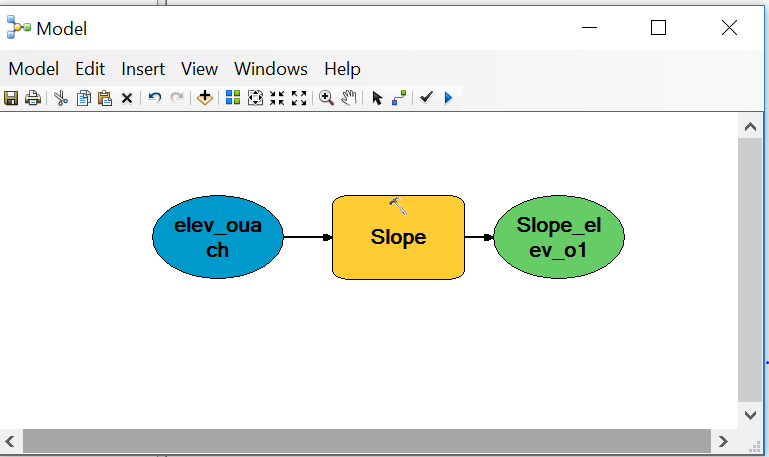 Model
Model Edit Insert View Windows Help
elev_oua
ch
Slope
Slope_el
ev_o1